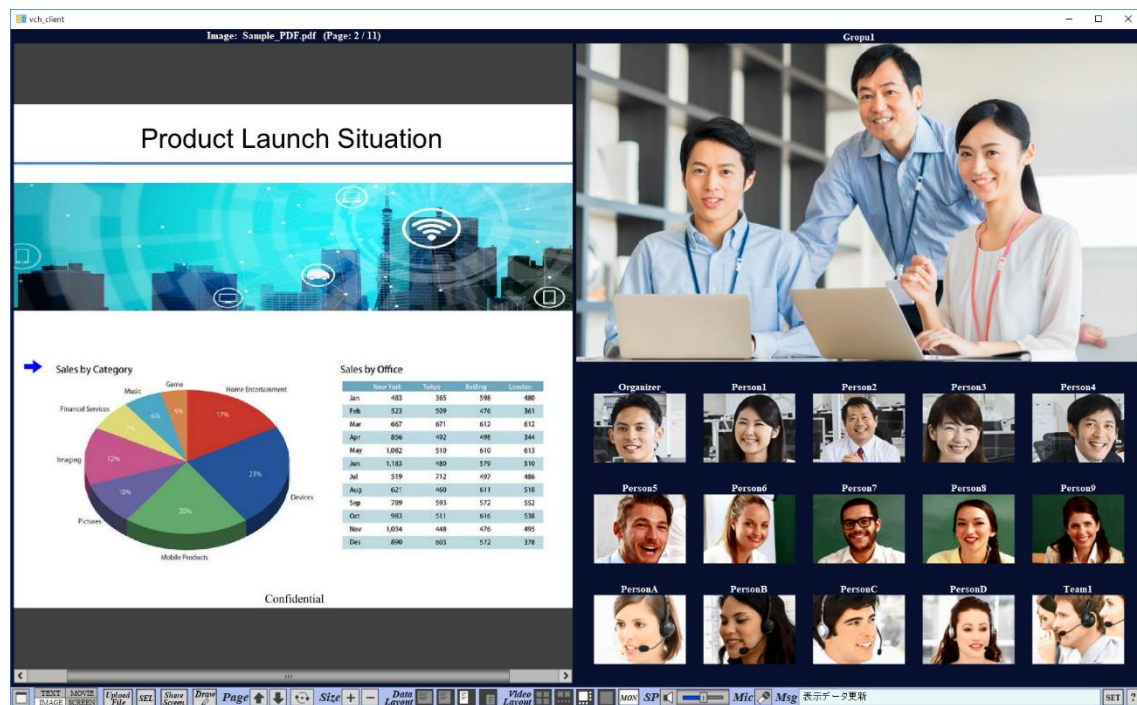 vch_client
Image: Sample_PDF.pdf (Page: 2 / 11)
Gropu1
Product Launch Situation
Sales by Category
Game
Music
Home Entertainment
Financial Services
6%
5%
17%
7%
Imaging
12%
23%
Devices
10%
20%
Pictures
Mobile Products
Sales by Office
New York Tokyo Beijing London
Jan 483 365 598 480
Feb 523 509 476 361
Mar 667 671 612 612
Apr 856 492 498 344
May 1,082 510 610 613
Jun 1,183 480 579 510
Jul 519 712 497 486
Aug 621 460 611 518
Sep 789 593 572 552
Oct 983 511 616 538
Nov 1,034 448 476 495
Des 890 603 572 378
Confidential
Organizer Person1 Person2 Person3 Person4
Person5 Person6 Person7 Person8 Person9
PersonA PersonB PersonC PersonD Team1
TEXT MOVIE
IMAGE SCREEN
Upload File
SEL
Share Screen
Draw
Page
Size + −
Data Layout
Video Layout
MON
SP
Mic
Msg
表示データ更新
SET
?